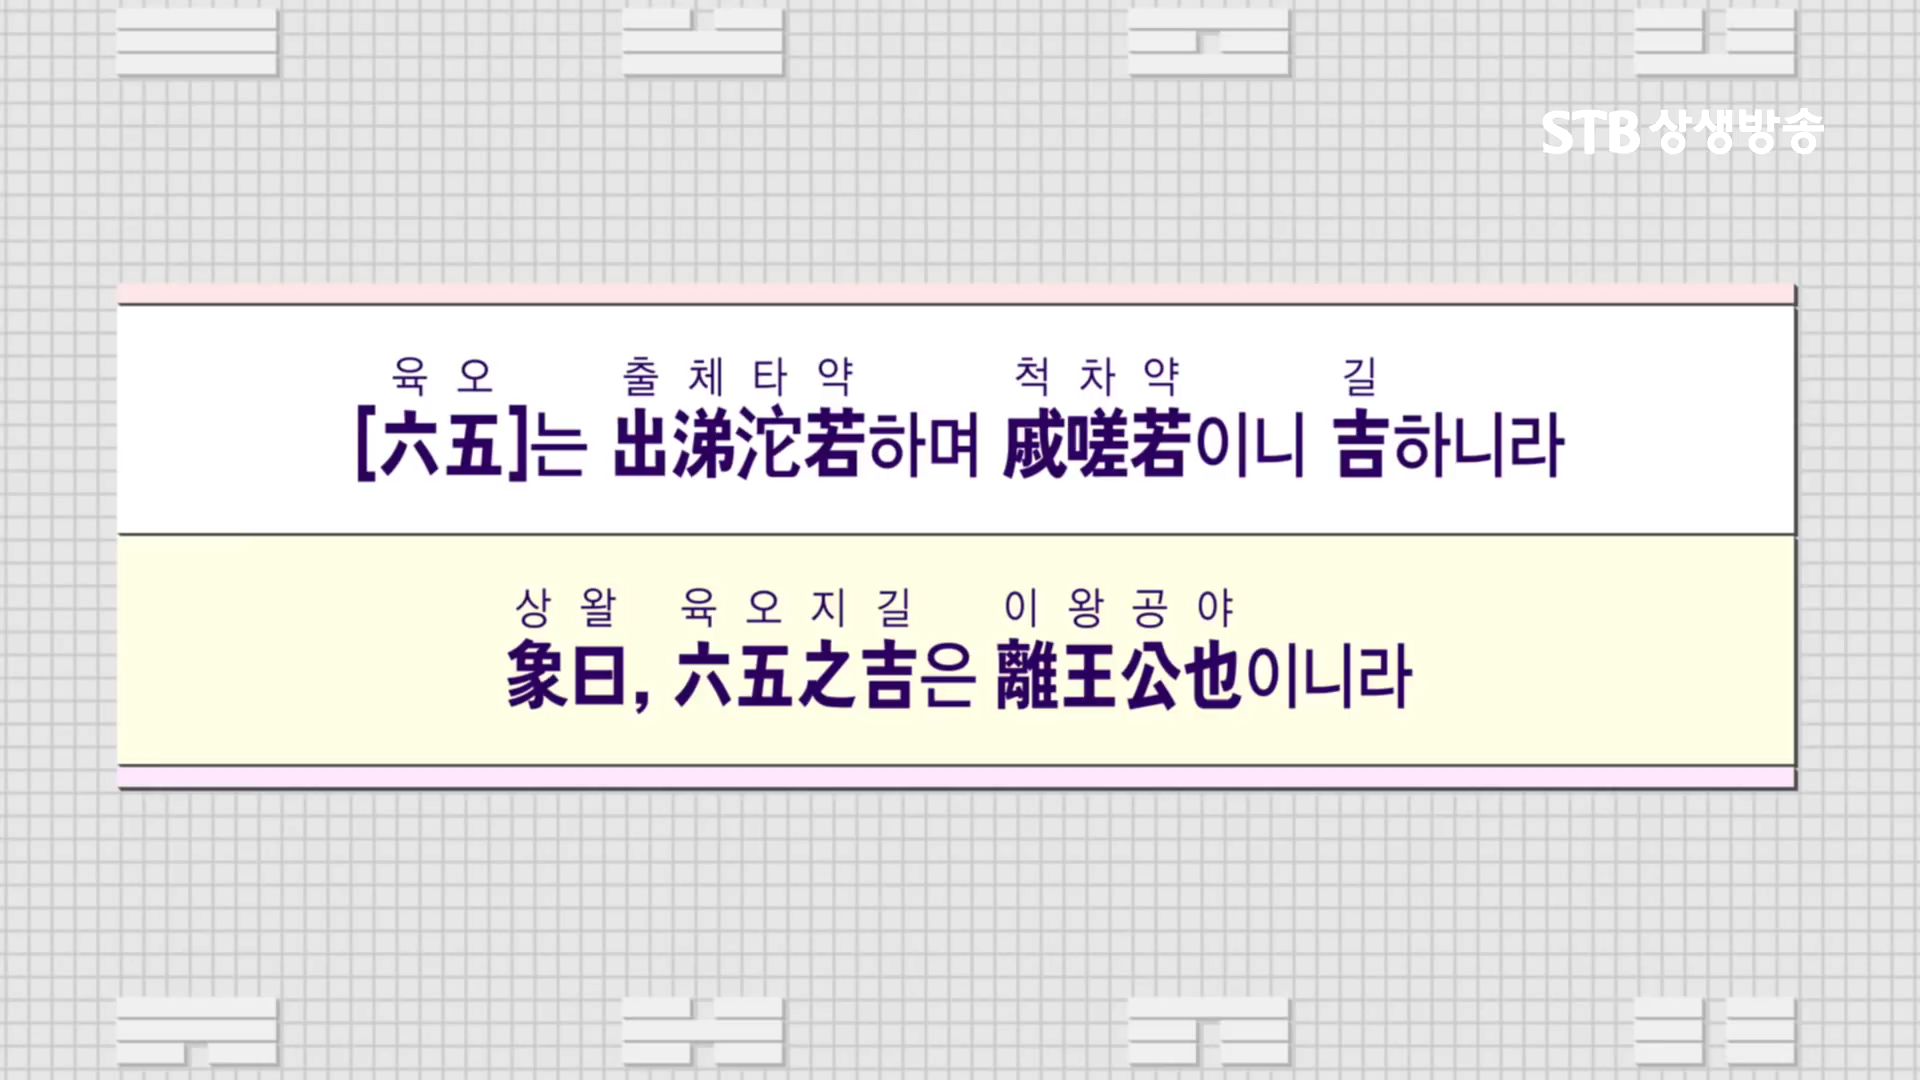 STB 상생방송
육 오 출 체 타 약 척 차 약 길
[六五]는 出涕沱若하며 戚嗟若이니 吉하니라
상 왈 육 오 지 길 이 왕 공 야
象曰, 六五之吉은 離王公也이니라